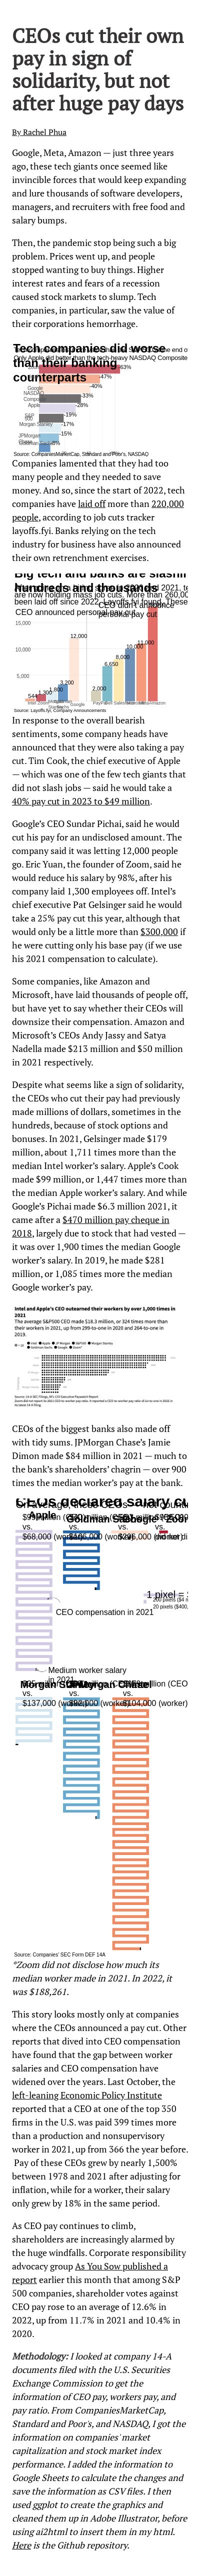 CEOs cut their own
pay in sign of
solidarity, but not
after huge pay days
By Rachel Phua
Google, Meta, Amazon — just three years
ago, these tech giants once seemed like
invincible forces that would keep expanding
and lure thousands of software developers,
managers, and recruiters with free food and
salary bumps.
Then, the pandemic stop being such a big
problem. Prices went up, and people
stopped wanting to buy things. Higher
interest rates and fears of a recession
caused stock markets to slump. Tech
companies, in particular, saw the value of
their corporations hemorrhage.
Tech companies did worse
than their banking
counterparts
Only Apple did better than the tech-heavy NASDAQ Composite
-63%
-47%
Google
-40%
NASDAQ
Composite
-33%
Apple
-28%
-19%
Morgan Stanley
-17%
JPMorgan
-15%
Source: CompaniesMarketCap, Standard and Poor's, NASDAQ
Companies lamented that they had too
many people and they needed to save
money. And so, since the start of 2022, tech
companies have laid off more than 220,000
people, according to job cuts tracker
layoffs.fyi. Banks relying on the tech
industry for business have also announced
their own cost-cutting exercises.
Big tech and banks are slashing
hundreds and thousands
are now finding mass job cuts. More than 260,000
been laid off since 2022. Layoffs.fyi
CEO announced personal pay cut
CEO didn't announce
personal pay cut
15,000
10,000
5,000
544
1,300
1,800
3,200
12,000
2,000
6,650
8,000
10,000
11,000
Google
Source: Layoffs.fyi, Company Announcements
In response to the overall bearish
sentiments, some company heads have
announced that they were also taking a pay
cut. Tim Cook, the chief executive of Apple
— which was one of the few tech giants that
did not slash jobs — said he would take a
40% pay cut in 2023 to $49 million.
Google's CEO Sundar Pichai, said he would
cut his pay for an undisclosed amount. The
company said it was letting 12,000 people
go. Eric Yuan, the founder of Zoom, said he
would reduce his salary by 98%, after his
company laid 1,300 employees off. Intel's
chief executive Pat Gelsinger said he would
take a 25% pay cut this year, although that
would only be a little more than $300,000 if
he were cutting only his base pay (if we use
his 2021 compensation to calculate).
Some companies, like Amazon and
Microsoft, have laid thousands of people off,
but have yet to say whether their CEOs will
downsize their compensation. Amazon and
Microsoft's CEOs Andy Jassy and Satya
Nadella made $213 million and $50 million
in 2021 respectively.
Despite what seems like a sign of solidarity,
the CEOs who cut their pay had previously
made millions of dollars, sometimes in the
hundreds, because of stock options and
bonuses. In 2021, Gelsinger made $179
million, about 1,711 times more than the
median Intel worker's salary. Apple's Cook
made $99 million, or 1,447 times more than
the median Apple worker's salary. And while
Google's Pichai made $6.3 million 2021, it
came after a $470 million pay cheque in
2018, largely due to stock that had vested —
it was over 1,900 times the median Google
worker's salary. In 2019, he made $281
million, or 1,085 times more the median
Google worker's pay.
Intel and Apple's CEO outearned their workers by over 1,000 times in
2021
The average S&P500 CEO made $18.3 million, or 324 times more than
their workers in 2021, up from 299-to-one in 2020 and 264-to-one in
2019.
CEOs of the biggest banks also made off
with tidy sums. JPMorgan Chase's Jamie
Dimon made $84 million in 2021 — much to
the bank's shareholders' chagrin — over 900
times the median worker's pay at the bank.
Apple
vs.
$68,000 (worker)
vs.
vs.
vs.
1 pixel =
CEO compensation in 2021
Medium worker salary
in 2021
Morgan Stanley
vs.
$137,000 (worker)
vs.
vs.
$104,000 (worker)
Source: Companies' SEC Form DEF 14A
*Zoom did not disclose how much its
median worker made in 2021. In 2022, it
was $188,261.
This story looks mostly only at companies
where the CEOs announced a pay cut. Other
reports that dived into CEO compensation
have found that the gap between worker
salaries and CEO compensation have
widened over the years. Last October, the
left-leaning Economic Policy Institute
reported that a CEO at one of the top 350
firms in the U.S. was paid 399 times more
than a production and nonsupervisory
worker in 2021, up from 366 the year before.
Pay of these CEOs grew by nearly 1,500%
between 1978 and 2021 after adjusting for
inflation, while for a worker, their salary
only grew by 18% in the same period.
As CEO pay continues to climb,
shareholders are increasingly alarmed by
the huge windfalls. Corporate responsibility
advocacy group As You Sow published a
report earlier this month that among S&P
500 companies, shareholder votes against
CEO pay rose to an average of 12.6% in
2022, up from 11.7% in 2021 and 10.4% in
2020.
Methodology: I looked at company 14-A
documents filed with the U.S. Securities
Exchange Commission to get the
information of CEO pay, workers pay, and
pay ratio. From CompaniesMarketCap,
Standard and Poor's, and NASDAQ, I got the
information on companies' market
capitalization and stock market index
performance. I added the information to
Google Sheets to calculate the changes and
save the information as CSV files. I then
used ggplot to create the graphics and
cleaned them up in Adobe Illustrator, before
using ai2html to insert them in my html.
Here is the Github repository.